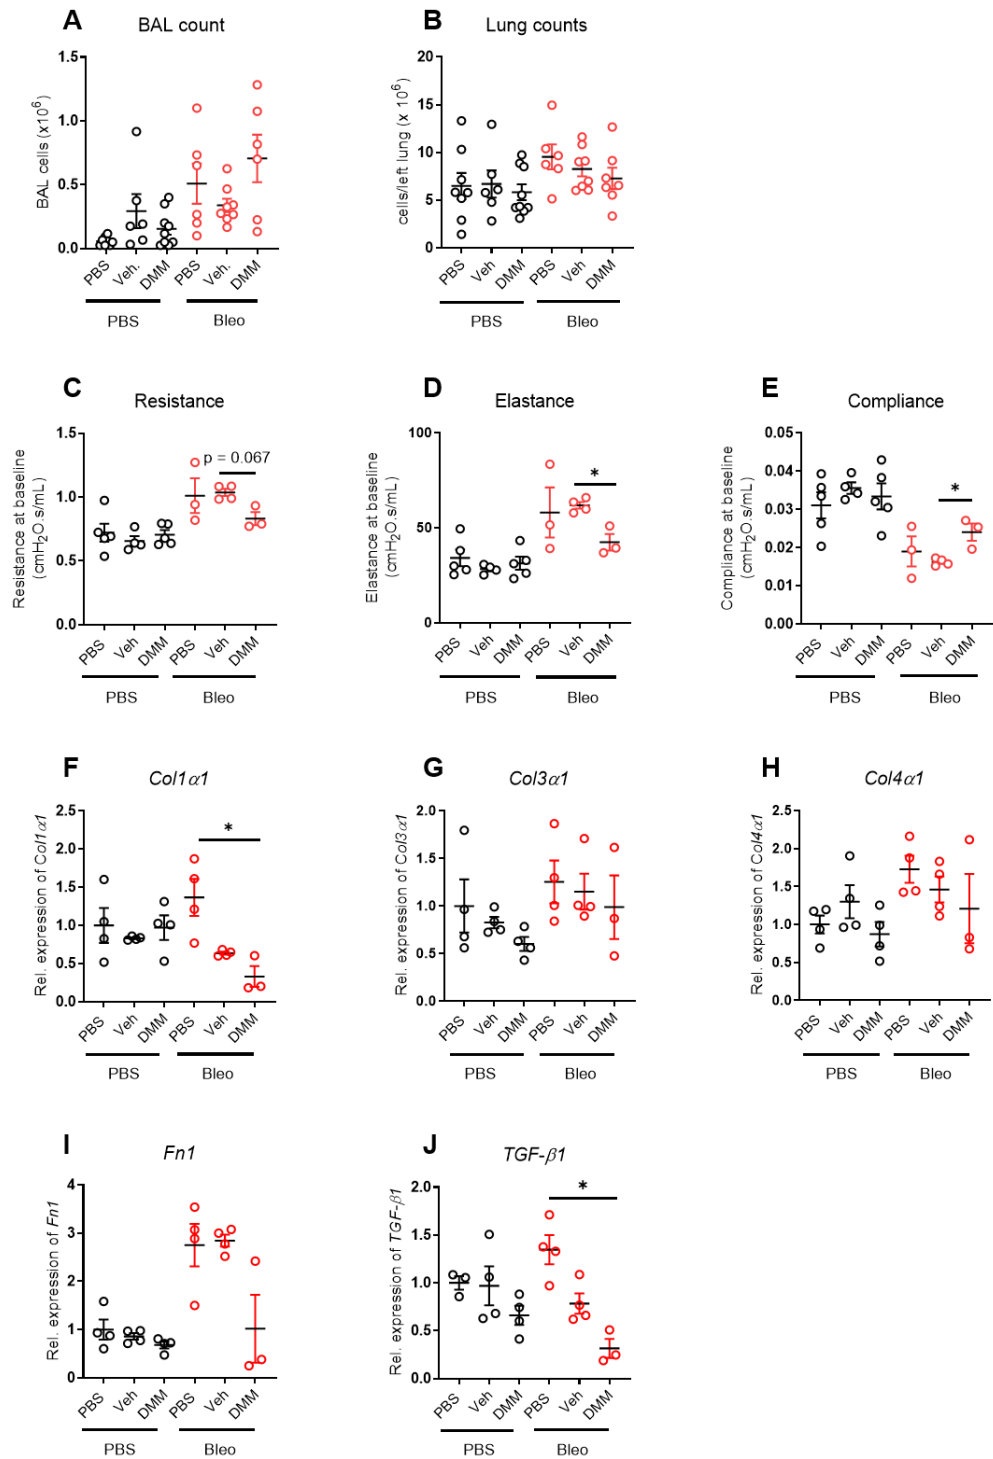 A BAL count
BAL cells (x10^6)
1.5
1.0
0.5
0.0
PBS Veh. DMM PBS Veh. DMM
PBS Bleo
B Lung counts
cells/left lung (x 10^6)
20
15
10
5
0
PBS Veh DMM PBS Veh DMM
PBS Bleo
C Resistance
Resistance at baseline
(cmH2O.s/mL)
1.5
1.0
0.5
0.0
p = 0.067
PBS Veh DMM PBS Veh DMM
PBS Bleo
D Elastance
Elastance at baseline
(cmH2O.s/mL)
100
50
0
*
PBS Veh DMM PBS Veh DMM
PBS Bleo
E Compliance
Compliance at baseline
(cmH2O.s/mL)
0.05
0.04
0.03
0.02
0.01
0.00
*
PBS Veh DMM PBS Veh DMM
PBS Bleo
F Col1α1
Rel. expression of Col1α1
2.5
2.0
1.5
1.0
0.5
0.0
*
PBS Veh DMM PBS Veh DMM
PBS Bleo
G Col3α1
Rel. expression of Col3α1
2.0
1.5
1.0
0.5
0.0
PBS Veh DMM PBS Veh DMM
PBS Bleo
H Col4α1
Rel. expression of Col4α1
2.5
2.0
1.5
1.0
0.5
0.0
PBS Veh DMM PBS Veh DMM
PBS Bleo
I Fn1
Rel. expression of Fn1
4
3
2
1
0
PBS Veh DMM PBS Veh DMM
PBS Bleo
J TGF-β1
Rel. expression of TGF-β1
2.0
1.5
1.0
0.5
0.0
*
PBS Veh DMM PBS Veh DMM
PBS Bleo